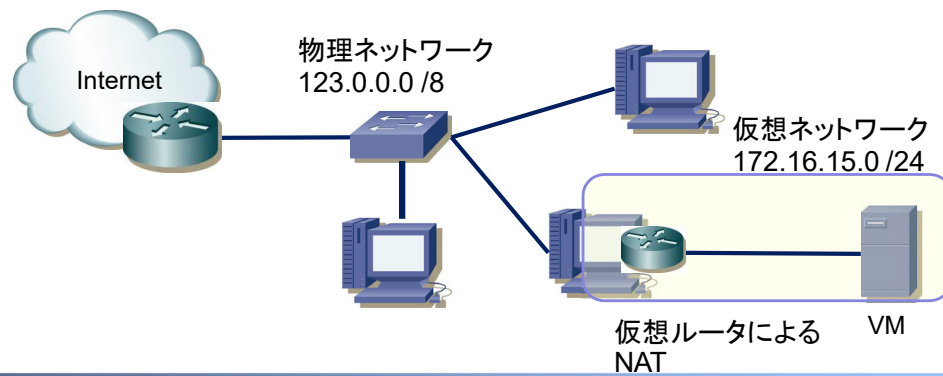 Internet
物理ネットワーク
123.0.0.0 /8
仮想ネットワーク
172.16.15.0 /24
仮想ルータによる
NAT
VM